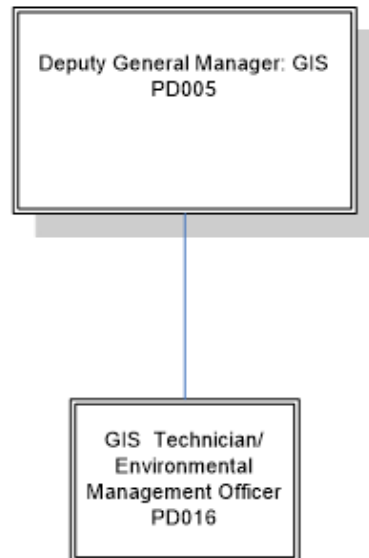 Deputy General Manager: GIS
PD005
GIS Technician/
Environmental
Management Officer
PD016